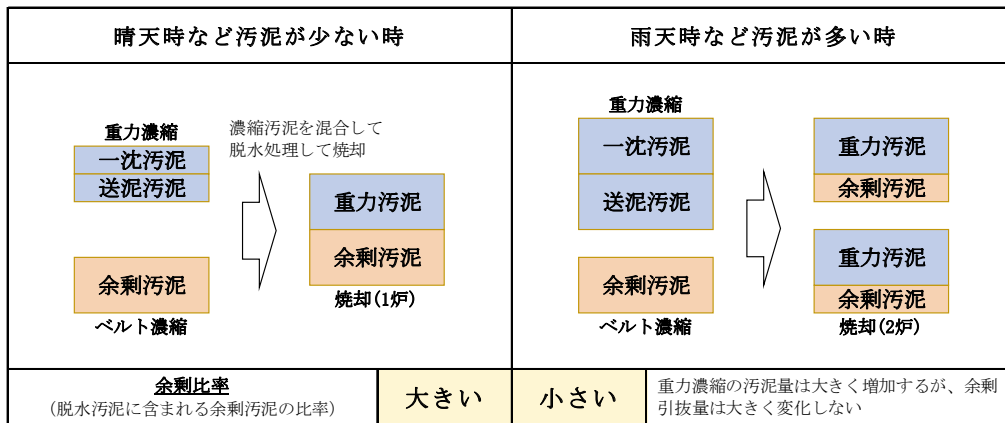 晴天時など汚泥が少ない時
雨天時など汚泥が多い時
重力濃縮
一沈汚泥
送泥汚泥
余剰汚泥
ベルト濃縮
濃縮汚泥を混合して
脱水処理して焼却
重力汚泥
余剰汚泥
焼却(1炉)
重力濃縮
一沈汚泥
送泥汚泥
余剰汚泥
ベルト濃縮
重力汚泥
余剰汚泥
重力汚泥
余剰汚泥
焼却(2炉)
余剰比率
(脱水汚泥に含まれる余剰汚泥の比率)
大きい
小さい
重力濃縮の汚泥量は大きく増加するが、余剰
引抜量は大きく変化しない